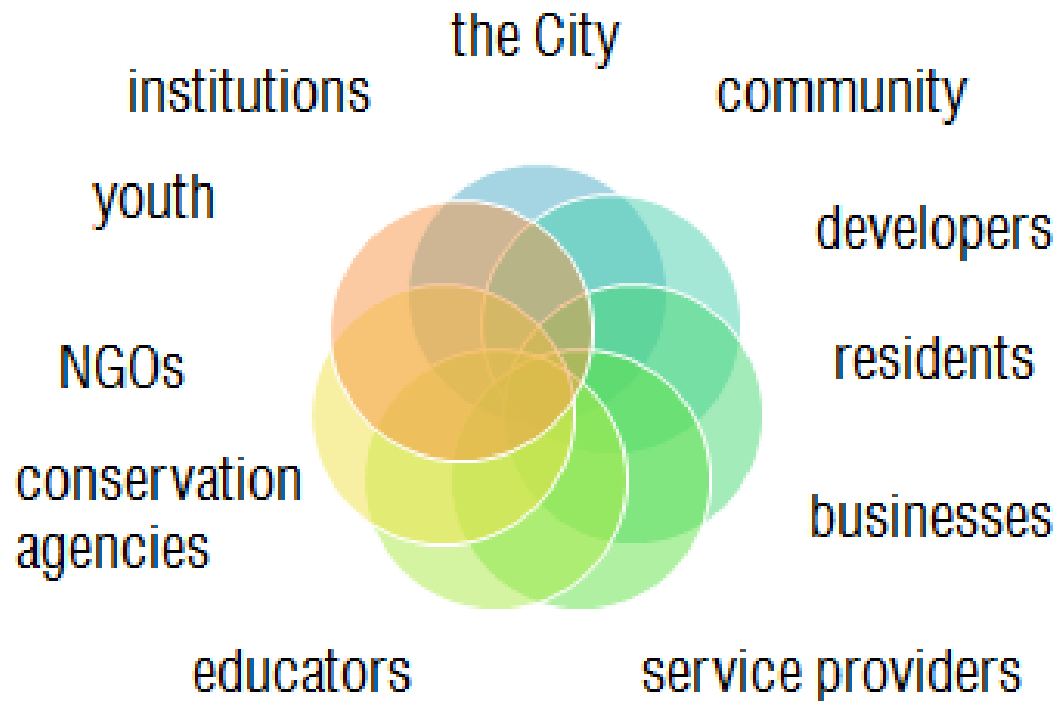 the City
institutions
community
youth
developers
NGOs
residents
conservation
agencies
businesses
educators
service providers